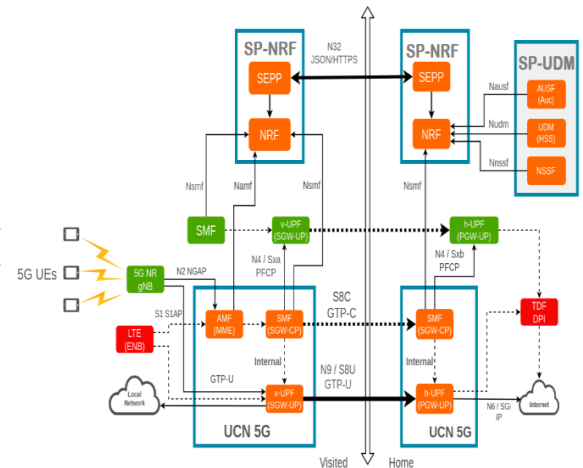 SP-NRF
N32
JSON/HTTPS
SP-NRF
SP-UDM
SEPP
SEPP
Nausf
AUSF
(Auc)
NRF
NRF
Nudm
UDM
(HSS)
Nnssf
NSSF
Nsmf
Namf
Nsmf
Nsmf
SMF
v-UPF
(SGW-UP)
h-UPF
(PGW-UP)
5G UEs
5G NR
gNB
N2 NGAP
N4 / Sxa
PFCP
N4 / Sxb
PFCP
S8C
GTP-C
S1 S1AP
AMF
(MME)
SMF
(SGW-CP)
SMF
(SGW-CP)
TDF
DPI
LTE
(ENB)
Internal
Internal
N9 / S8U
GTP-U
GTP-U
Local
Network
v-UPF
(SGW-UP)
h-UPF
(PGW-UP)
N6 / SGi
IP
Internet
UCN 5G
UCN 5G
Visited
Home